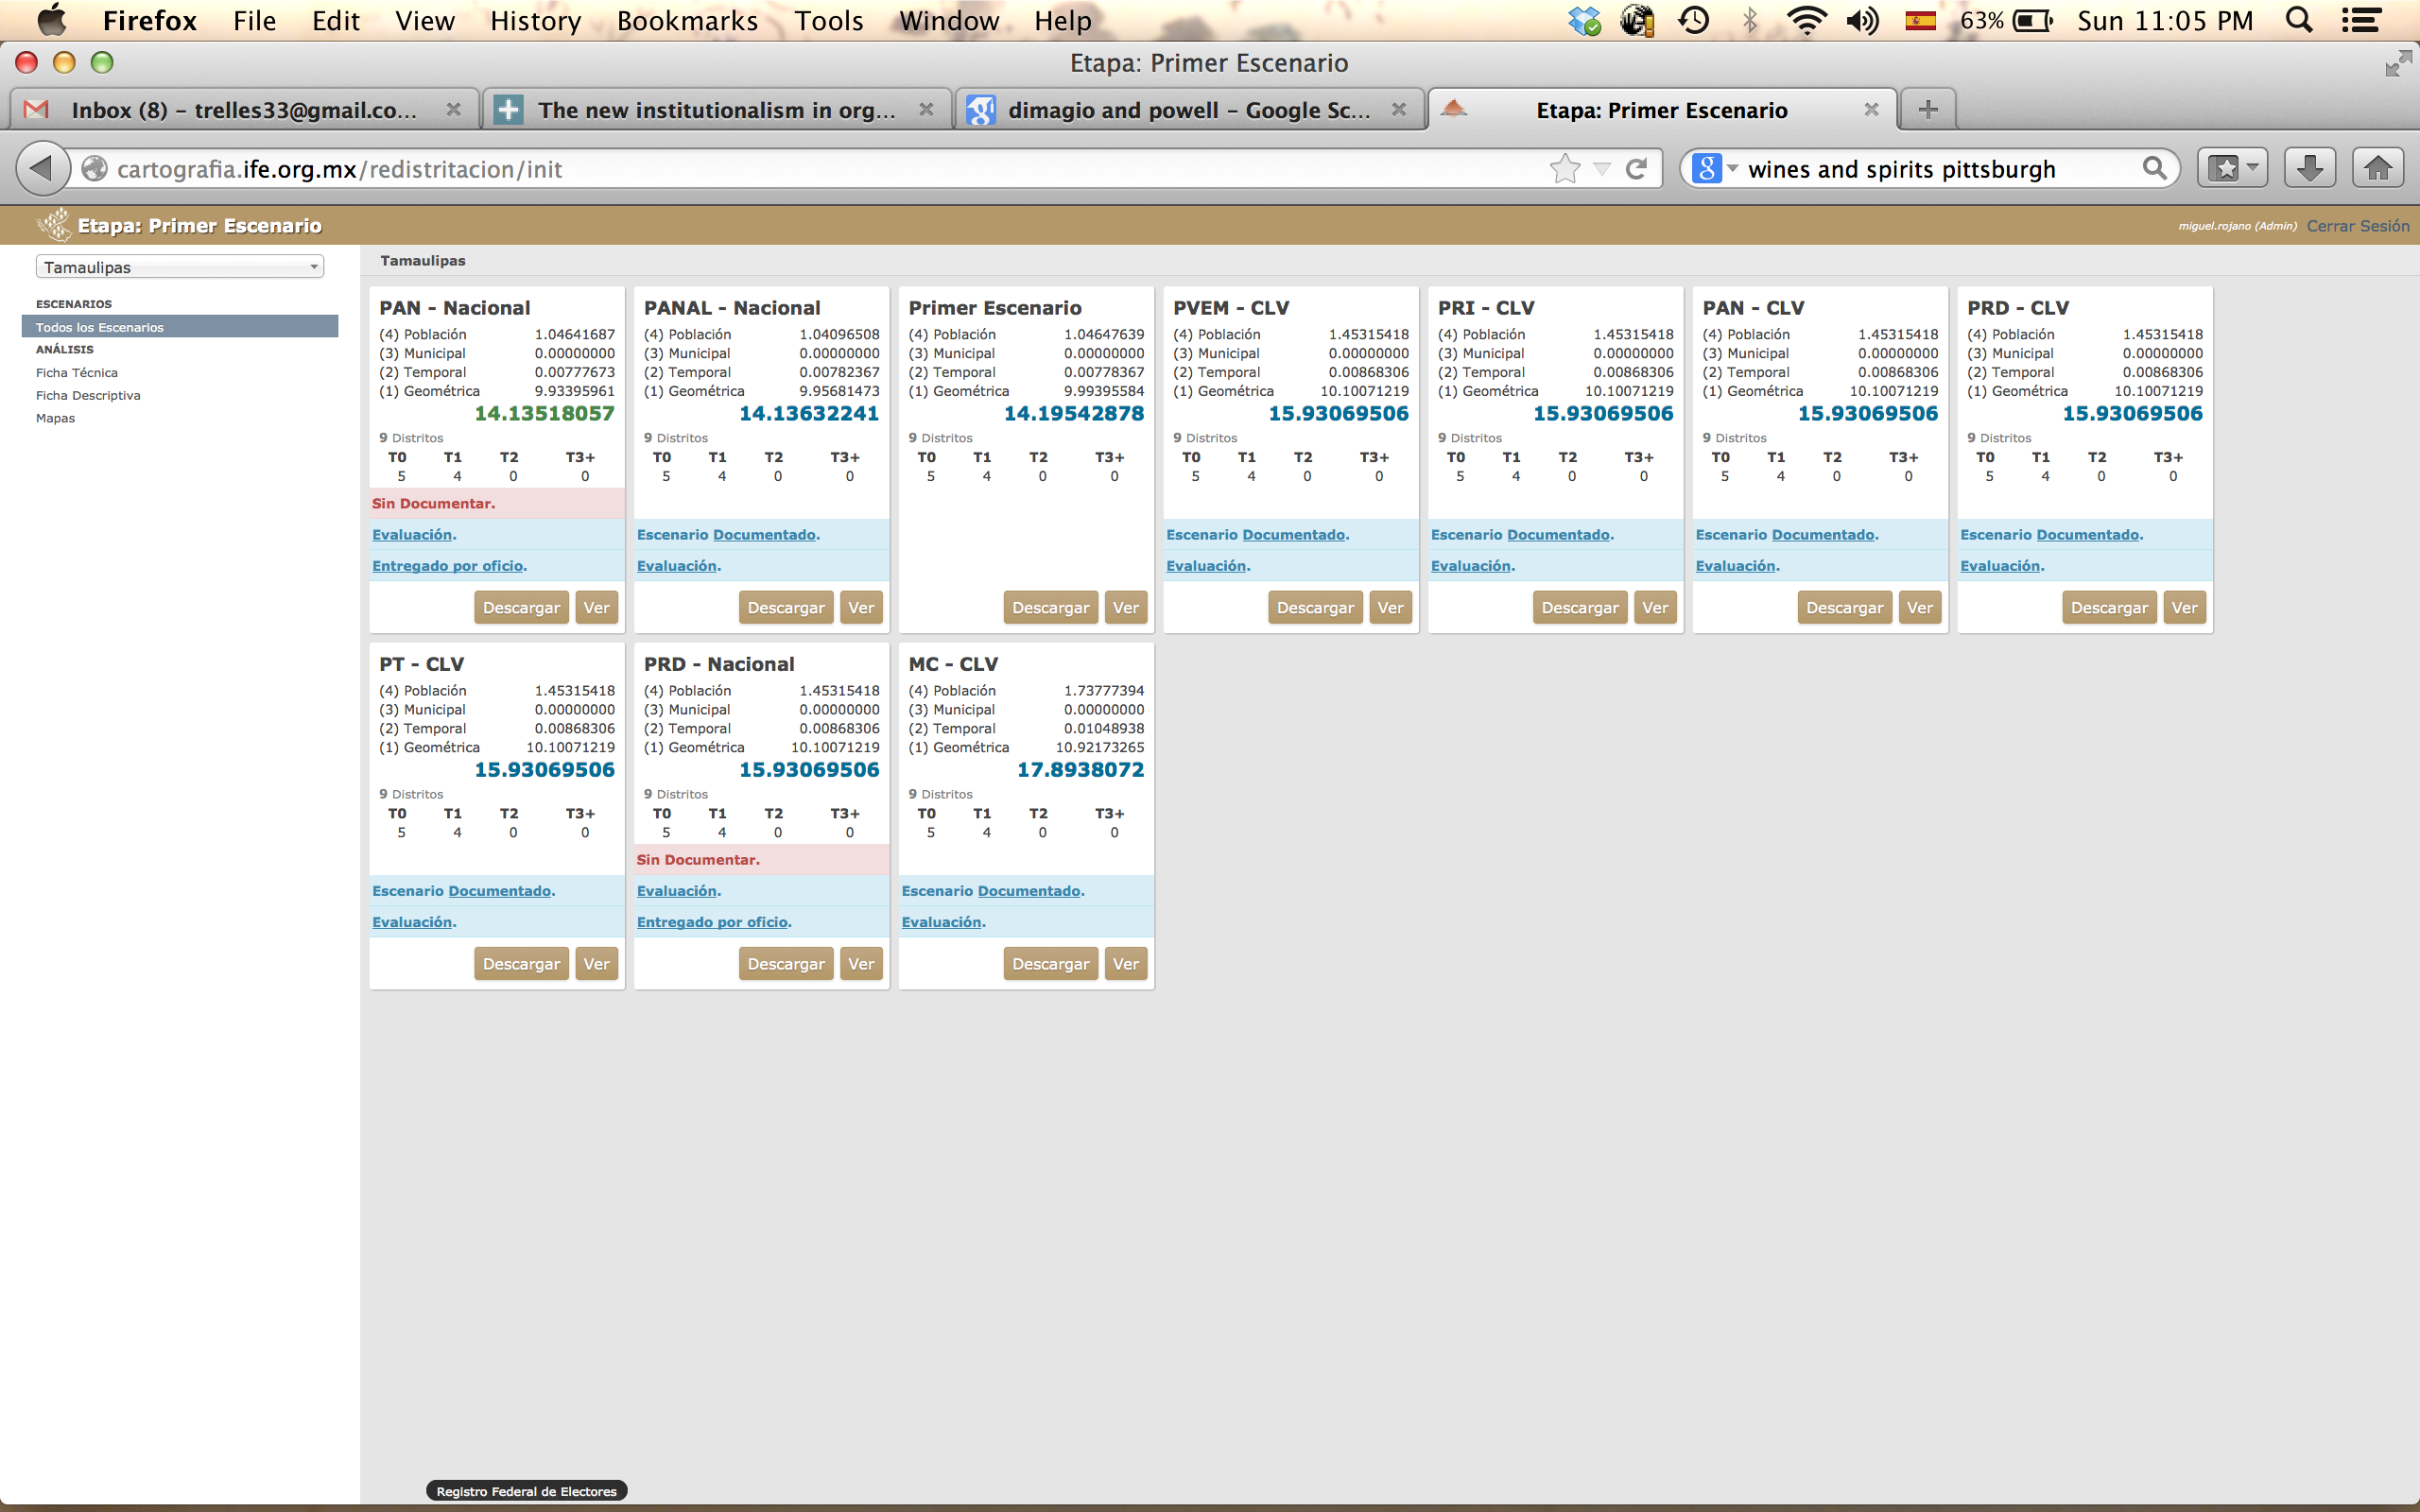 Firefox File Edit View History Bookmarks Tools Window Help 63% Sun 11:05 PM
Etapa: Primer Escenario
Inbox (8) – trelles33@gmail.co... The new institutionalism in org... dimagio and powell – Google Sc... Etapa: Primer Escenario
cartografia.ife.org.mx/redistritacion/init wines and spirits pittsburgh
Etapa: Primer Escenario miguel.rojano (Admin) Cerrar Sesión
Tamaulipas
ESCENARIOS
Todos los Escenarios
ANÁLISIS
Ficha Técnica
Ficha Descriptiva
Mapas
Tamaulipas
PAN - Nacional
(4) Población 1.04641687
(3) Municipal 0.00000000
(2) Temporal 0.00777673
(1) Geométrica 9.93395961
14.13518057
9 Distritos
T0 T1 T2 T3+
5 4 0 0
Sin Documentar.
Evaluación.
Entregado por oficio.
Descargar Ver
PANAL - Nacional
(4) Población 1.04096508
(3) Municipal 0.00000000
(2) Temporal 0.00782367
(1) Geométrica 9.95681473
14.13632241
9 Distritos
T0 T1 T2 T3+
5 4 0 0
Escenario Documentado.
Evaluación.
Descargar Ver
Primer Escenario
(4) Población 1.04647639
(3) Municipal 0.00000000
(2) Temporal 0.00778367
(1) Geométrica 9.99395584
14.19542878
9 Distritos
T0 T1 T2 T3+
5 4 0 0
Descargar Ver
PVEM - CLV
(4) Población 1.45315418
(3) Municipal 0.00000000
(2) Temporal 0.00868306
(1) Geométrica 10.10071219
15.93069506
9 Distritos
T0 T1 T2 T3+
5 4 0 0
Escenario Documentado.
Evaluación.
Descargar Ver
PRI - CLV
(4) Población 1.45315418
(3) Municipal 0.00000000
(2) Temporal 0.00868306
(1) Geométrica 10.10071219
15.93069506
9 Distritos
T0 T1 T2 T3+
5 4 0 0
Escenario Documentado.
Evaluación.
Descargar Ver
PAN - CLV
(4) Población 1.45315418
(3) Municipal 0.00000000
(2) Temporal 0.00868306
(1) Geométrica 10.10071219
15.93069506
9 Distritos
T0 T1 T2 T3+
5 4 0 0
Escenario Documentado.
Evaluación.
Descargar Ver
PRD - CLV
(4) Población 1.45315418
(3) Municipal 0.00000000
(2) Temporal 0.00868306
(1) Geométrica 10.10071219
15.93069506
9 Distritos
T0 T1 T2 T3+
5 4 0 0
Escenario Documentado.
Evaluación.
Descargar Ver
PT - CLV
(4) Población 1.45315418
(3) Municipal 0.00000000
(2) Temporal 0.00868306
(1) Geométrica 10.10071219
15.93069506
9 Distritos
T0 T1 T2 T3+
5 4 0 0
Escenario Documentado.
Evaluación.
Descargar Ver
PRD - Nacional
(4) Población 1.45315418
(3) Municipal 0.00000000
(2) Temporal 0.00868306
(1) Geométrica 10.10071219
15.93069506
9 Distritos
T0 T1 T2 T3+
5 4 0 0
Sin Documentar.
Evaluación.
Entregado por oficio.
Descargar Ver
MC - CLV
(4) Población 1.73777394
(3) Municipal 0.00000000
(2) Temporal 0.01048938
(1) Geométrica 10.92173265
17.8938072
9 Distritos
T0 T1 T2 T3+
5 4 0 0
Escenario Documentado.
Evaluación.
Descargar Ver
Registro Federal de Electores